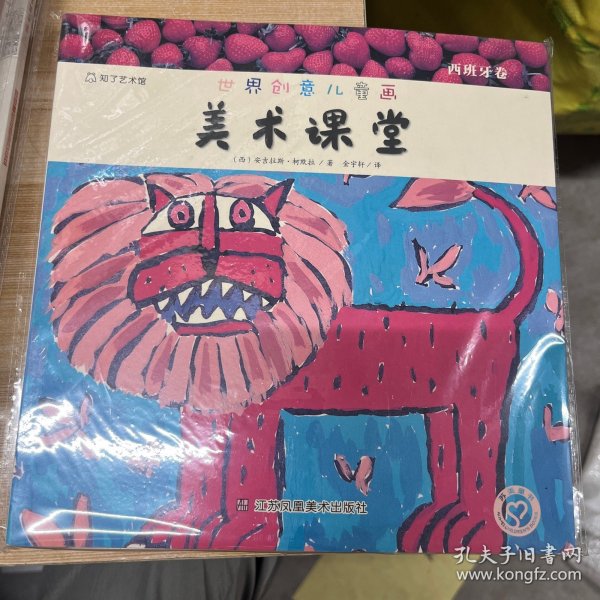 西班牙卷
知了艺术馆
世界创意儿童画
美术课堂
（西）安吉拉斯·柯致拉／著 金宇轩／译
江苏凤凰美术出版社
孔夫子旧书网
www.kongfz.com